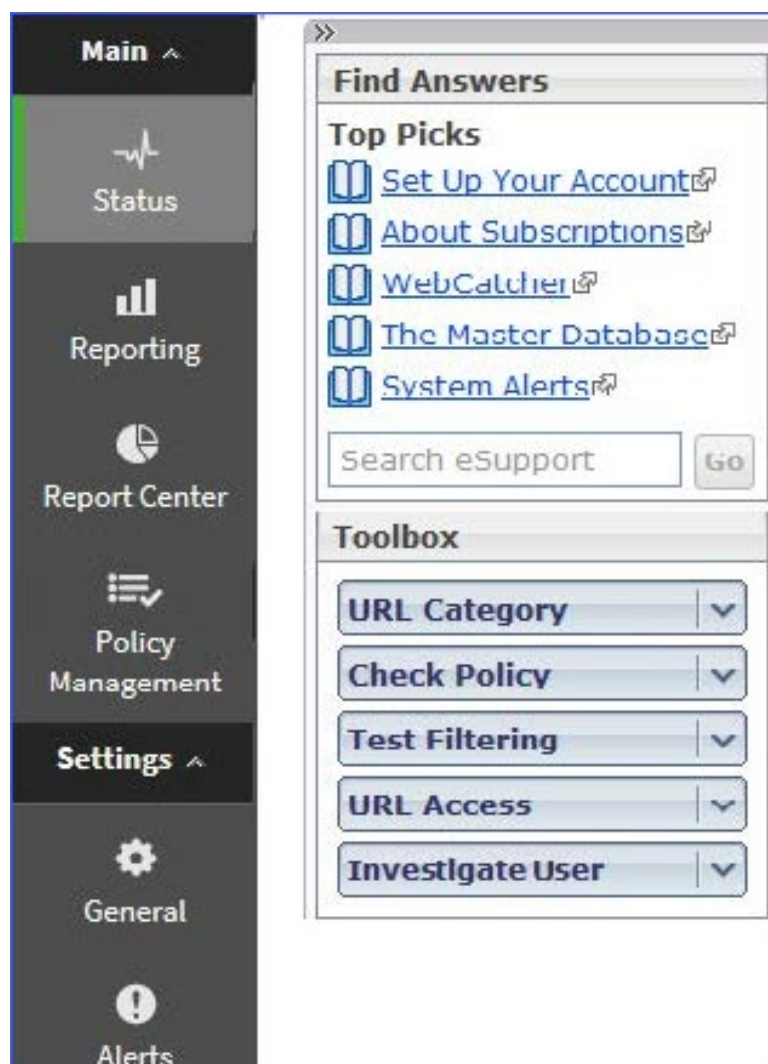 Main
Status
Reporting
Report Center
Policy
Management
Settings
General
Alerts
Find Answers
Top Picks
Set Up Your Account
About Subscriptions
WebCatcher
The Master Database
System Alerts
Search eSupport
Go
Toolbox
URL Category
Check Policy
Test Filtering
URL Access
Investigate User